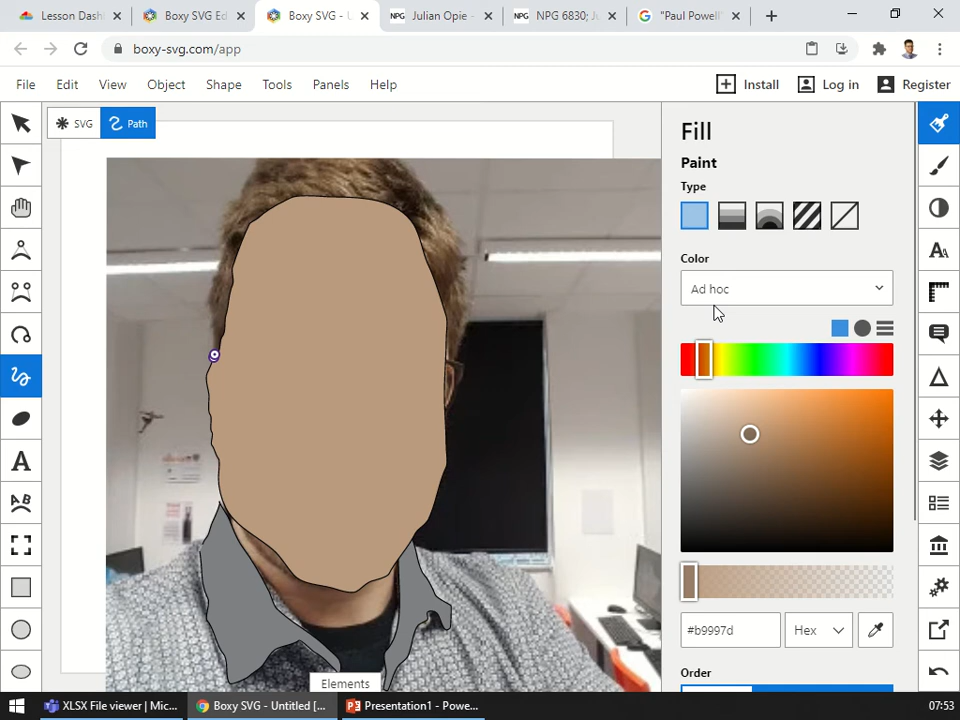 Lesson Dash
Boxy SVG Ed
Boxy SVG - U
NPG Julian Opie -
NPG NPG 6830; Ju
"Paul Powell"
boxy-svg.com/app
File Edit View Object Shape Tools Panels Help
Install Log in Register
SVG Path
Fill
Paint
Type
Color
Ad hoc
#b9997d Hex
Order
Elements
XLSX File viewer | Mic...
Boxy SVG - Untitled [...
Presentation1 - Powe...
07:53